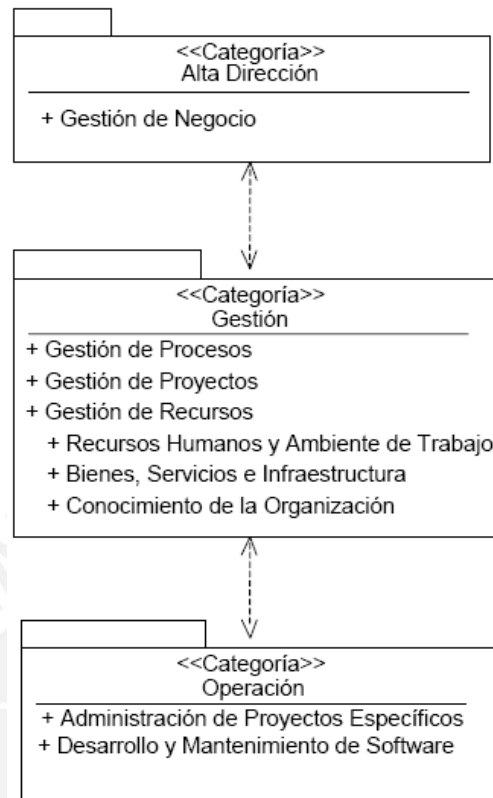 <<Categoría>>
Alta Dirección
+ Gestión de Negocio
<<Categoría>>
Gestión
+ Gestión de Procesos
+ Gestión de Proyectos
+ Gestión de Recursos
+ Recursos Humanos y Ambiente de Trabajo
+ Bienes, Servicios e Infraestructura
+ Conocimiento de la Organización
<<Categoría>>
Operación
+ Administración de Proyectos Específicos
+ Desarrollo y Mantenimiento de Software